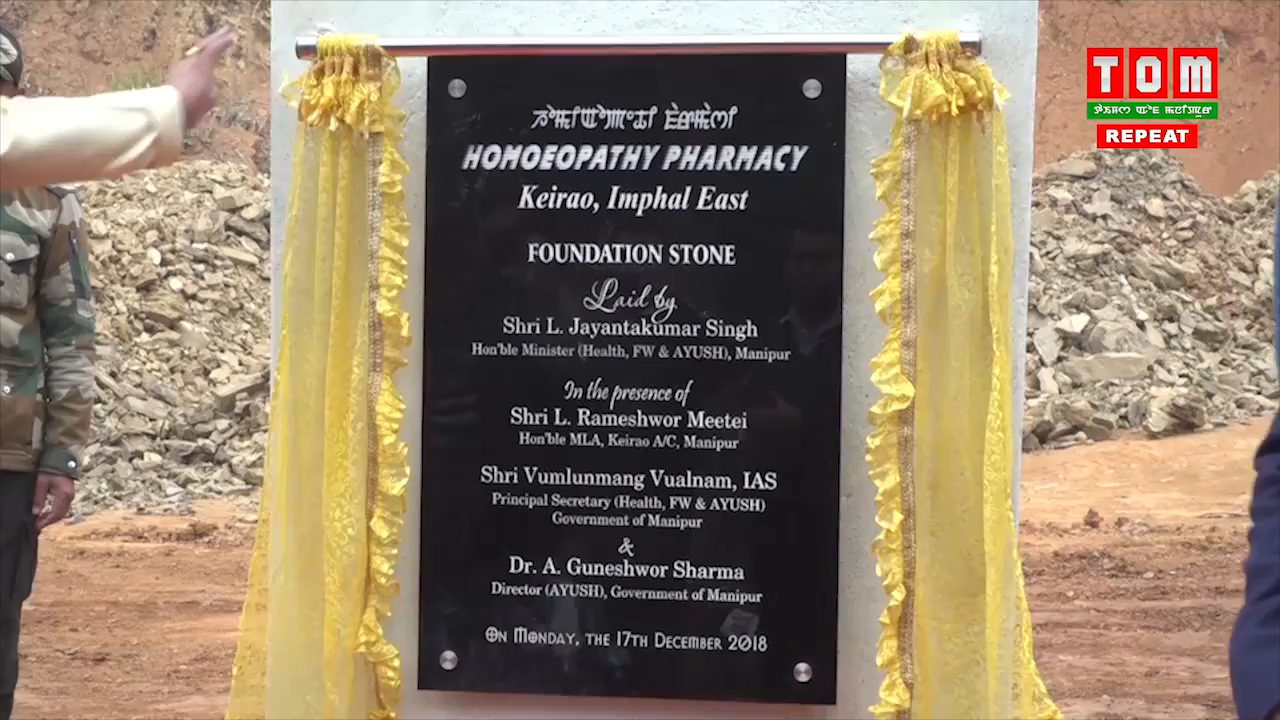 HOMOEOPATHY PHARMACY
Keirao, Imphal East
FOUNDATION STONE
Laid by
Shri L. Jayantakumar Singh
Hon'ble Minister (Health, FW & AYUSH), Manipur
In the presence of
Shri L. Rameshwor Meetei
Hon'ble MLA, Keirao A/C, Manipur
Shri Vumlunmang Vualnam, IAS
Principal Secretary (Health, FW & AYUSH)
Government of Manipur
&
Dr. A. Guneshwor Sharma
Director (AYUSH), Government of Manipur
On Monday, the 17th December 2018
TOM
REPEAT